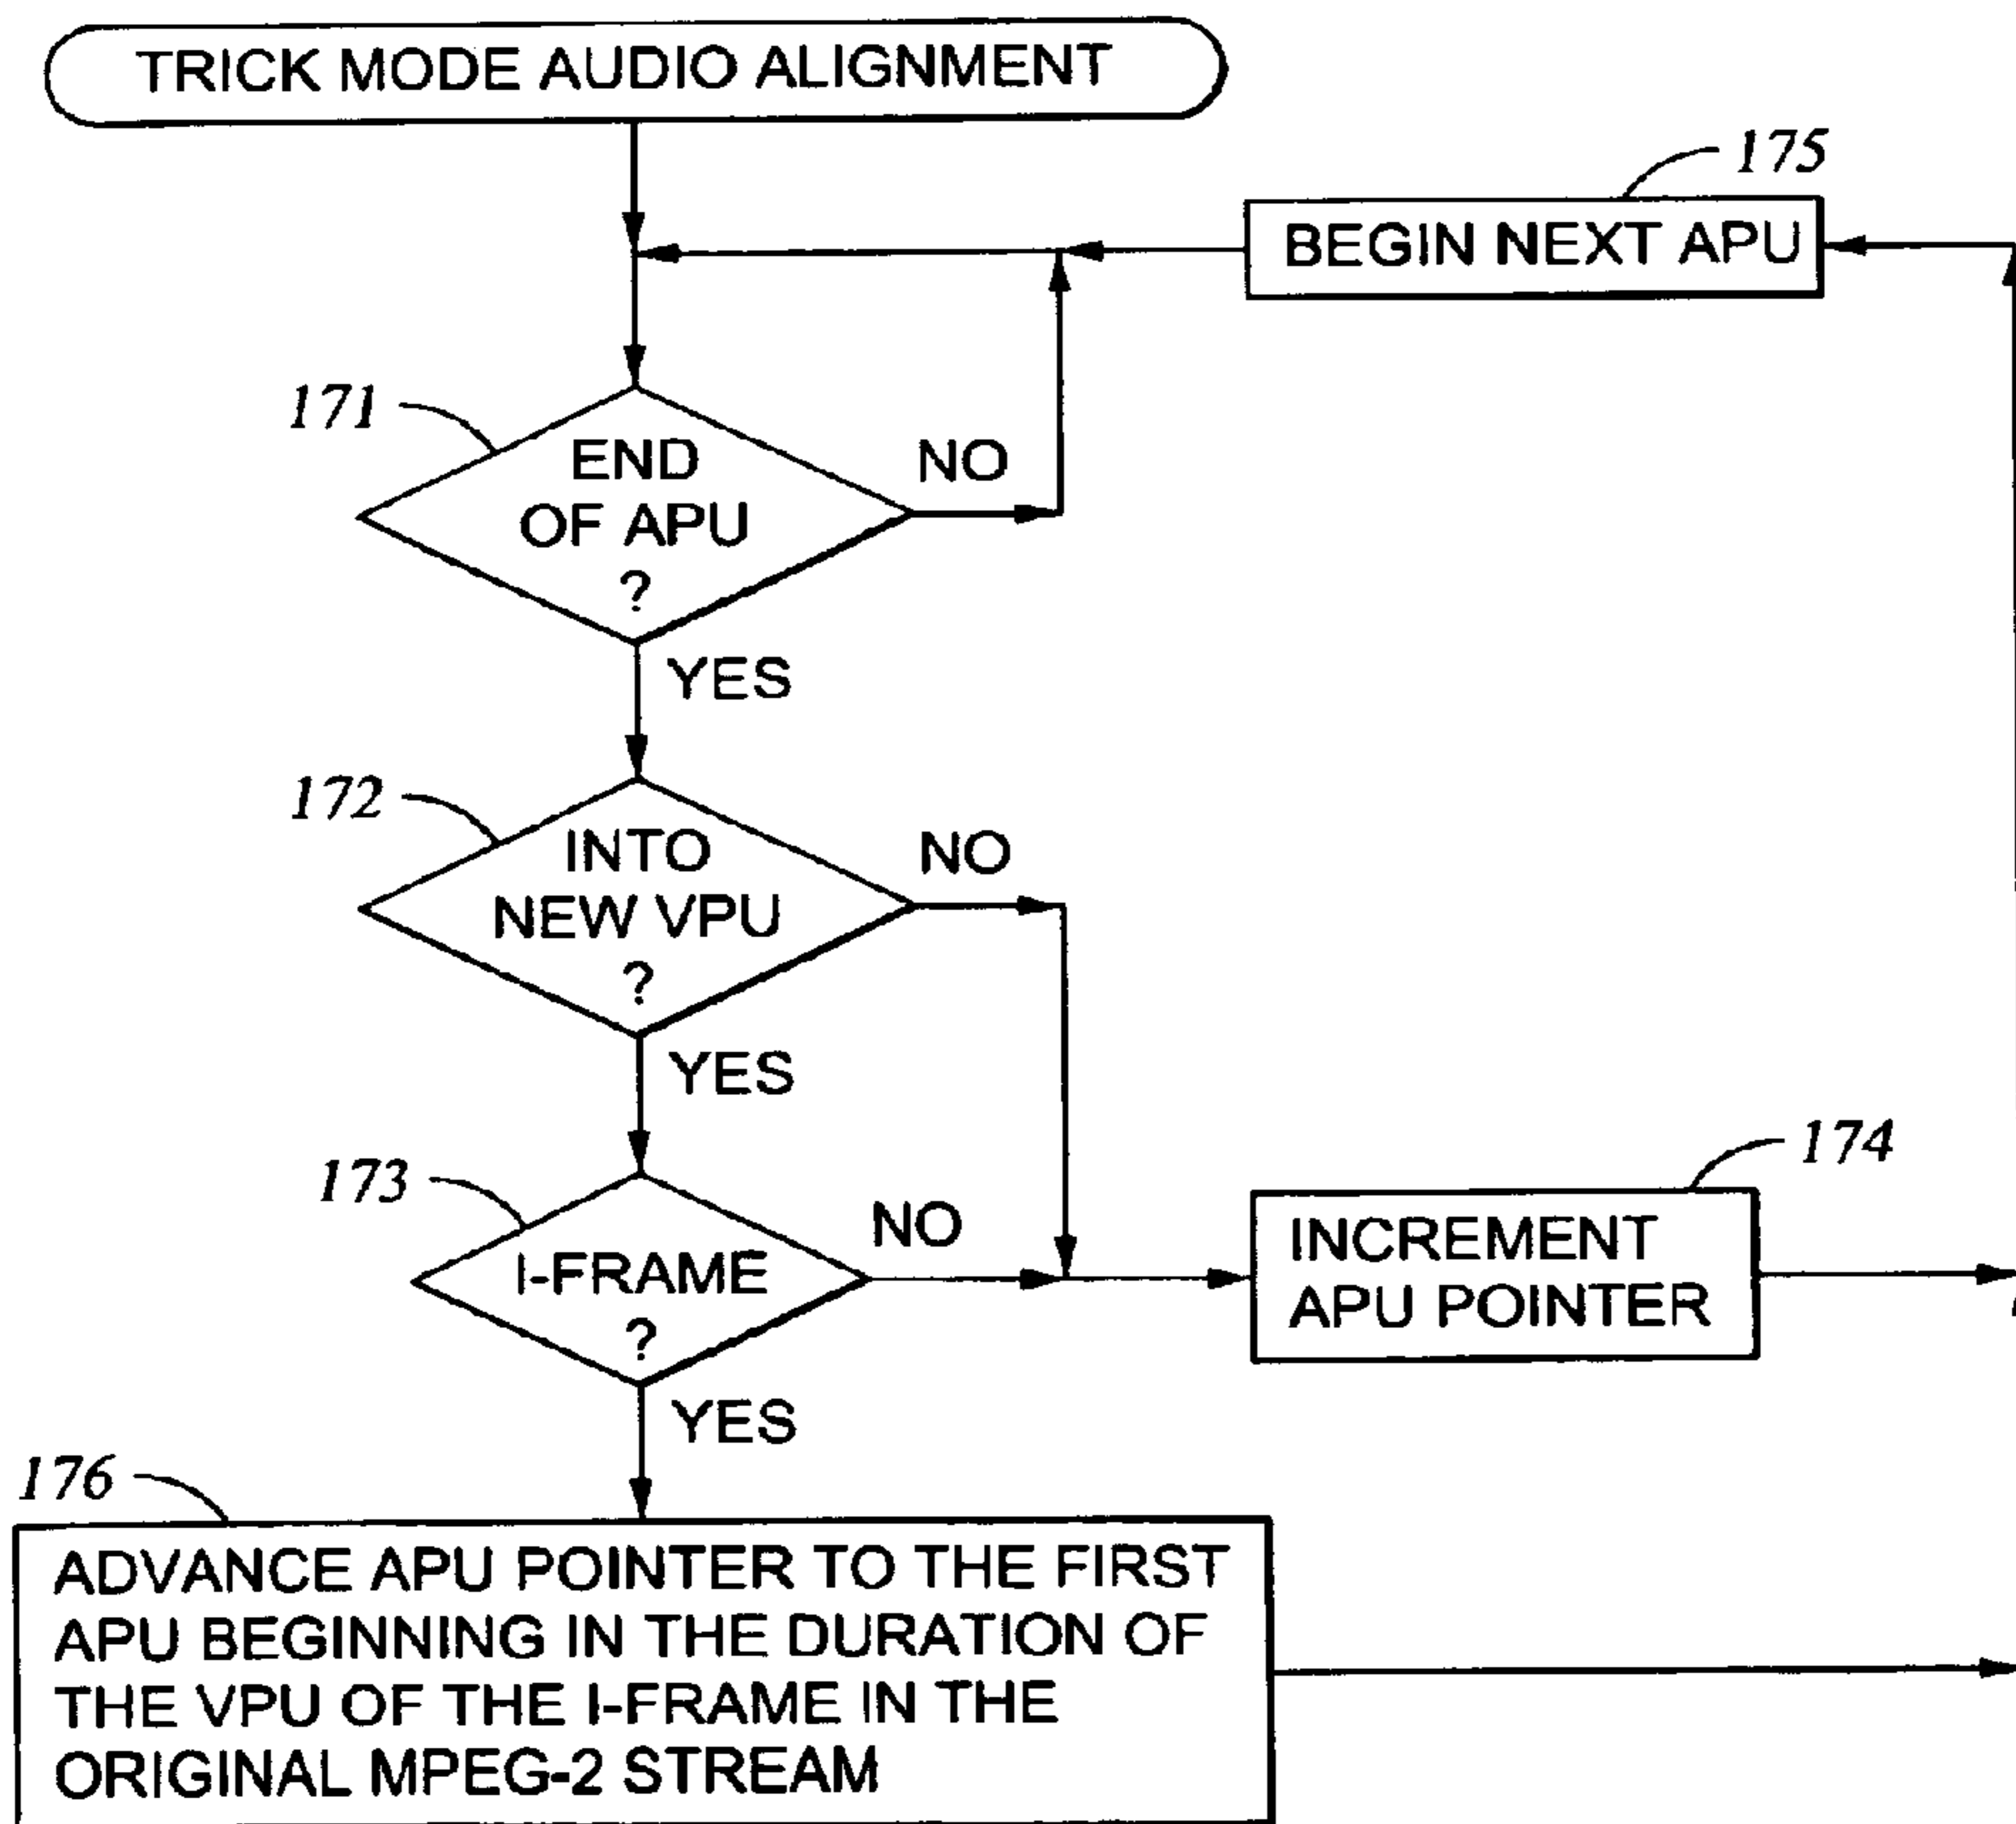 TRICK MODE AUDIO ALIGNMENT
175
BEGIN NEXT APU
171
END
OF APU
?
NO
YES
172
INTO
NEW VPU
?
NO
YES
173
I-FRAME
?
NO
YES
174
INCREMENT
APU POINTER
176
ADVANCE APU POINTER TO THE FIRST
APU BEGINNING IN THE DURATION OF
THE VPU OF THE I-FRAME IN THE
ORIGINAL MPEG-2 STREAM